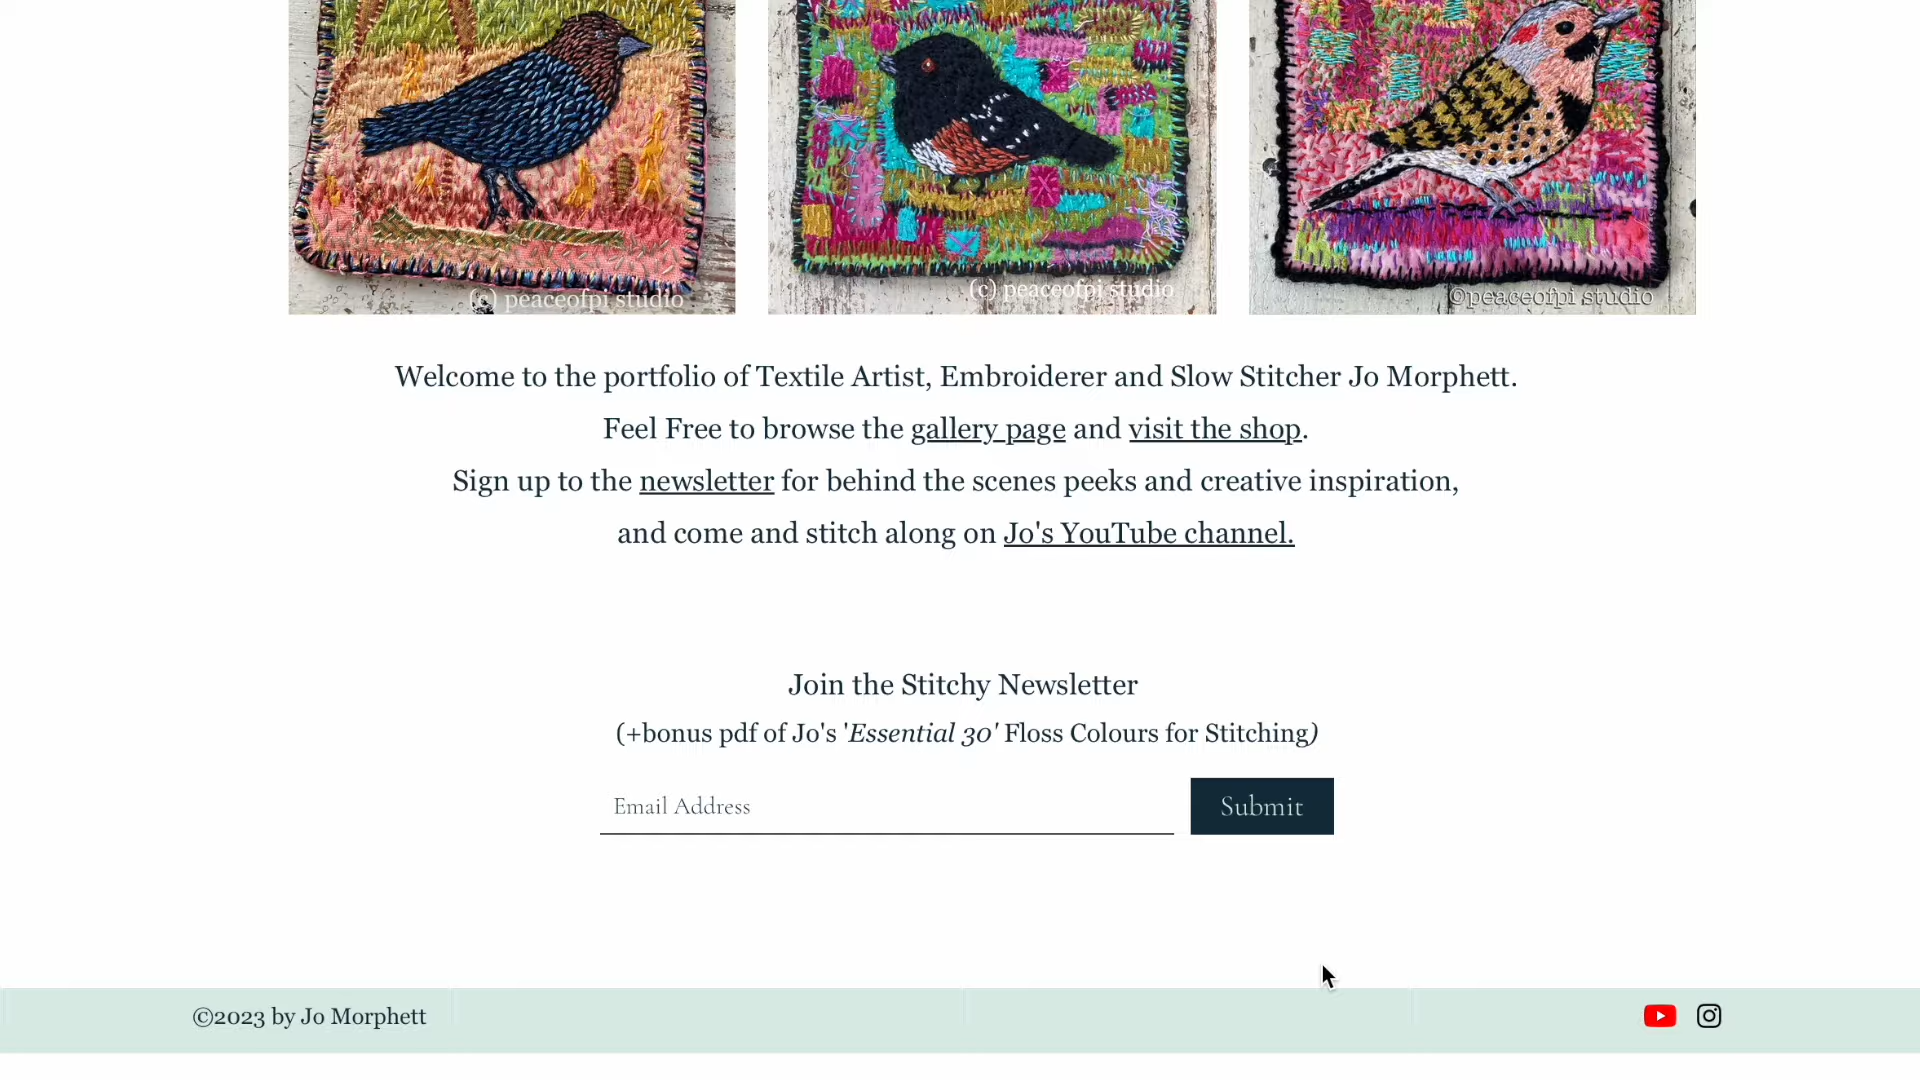 (c) peaceofpi studio
(c) peaceofpi studio
©peaceofpi studio
Welcome to the portfolio of Textile Artist, Embroiderer and Slow Stitcher Jo Morphett.
Feel Free to browse the gallery page and visit the shop.
Sign up to the newsletter for behind the scenes peeks and creative inspiration,
and come and stitch along on Jo's YouTube channel.
Join the Stitchy Newsletter
(+bonus pdf of Jo's 'Essential 30' Floss Colours for Stitching)
Email Address
Submit
©2023 by Jo Morphett